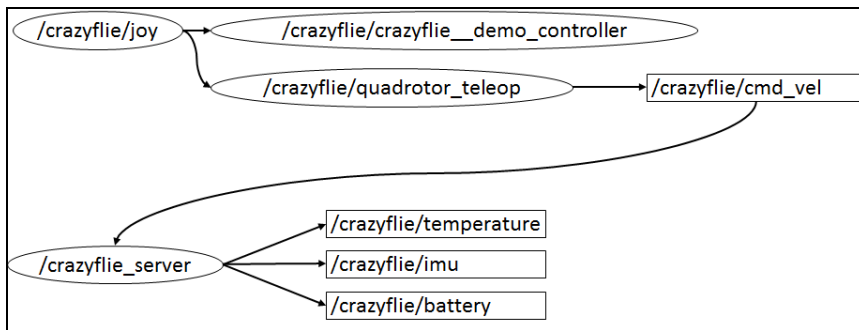 /crazyflie/joy
/crazyflie/crazyflie__demo_controller
/crazyflie/quadrotor_teleop
/crazyflie/cmd_vel
/crazyflie_server
/crazyflie/temperature
/crazyflie/imu
/crazyflie/battery